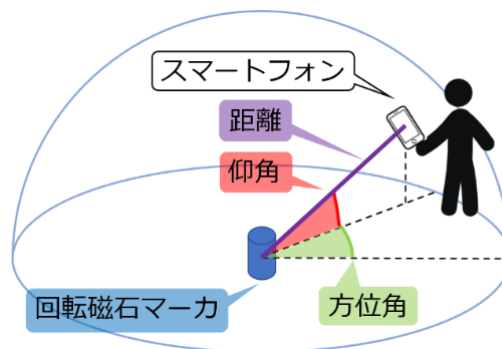 スマートフォン
距離
仰角
回転磁石マーカ
方位角